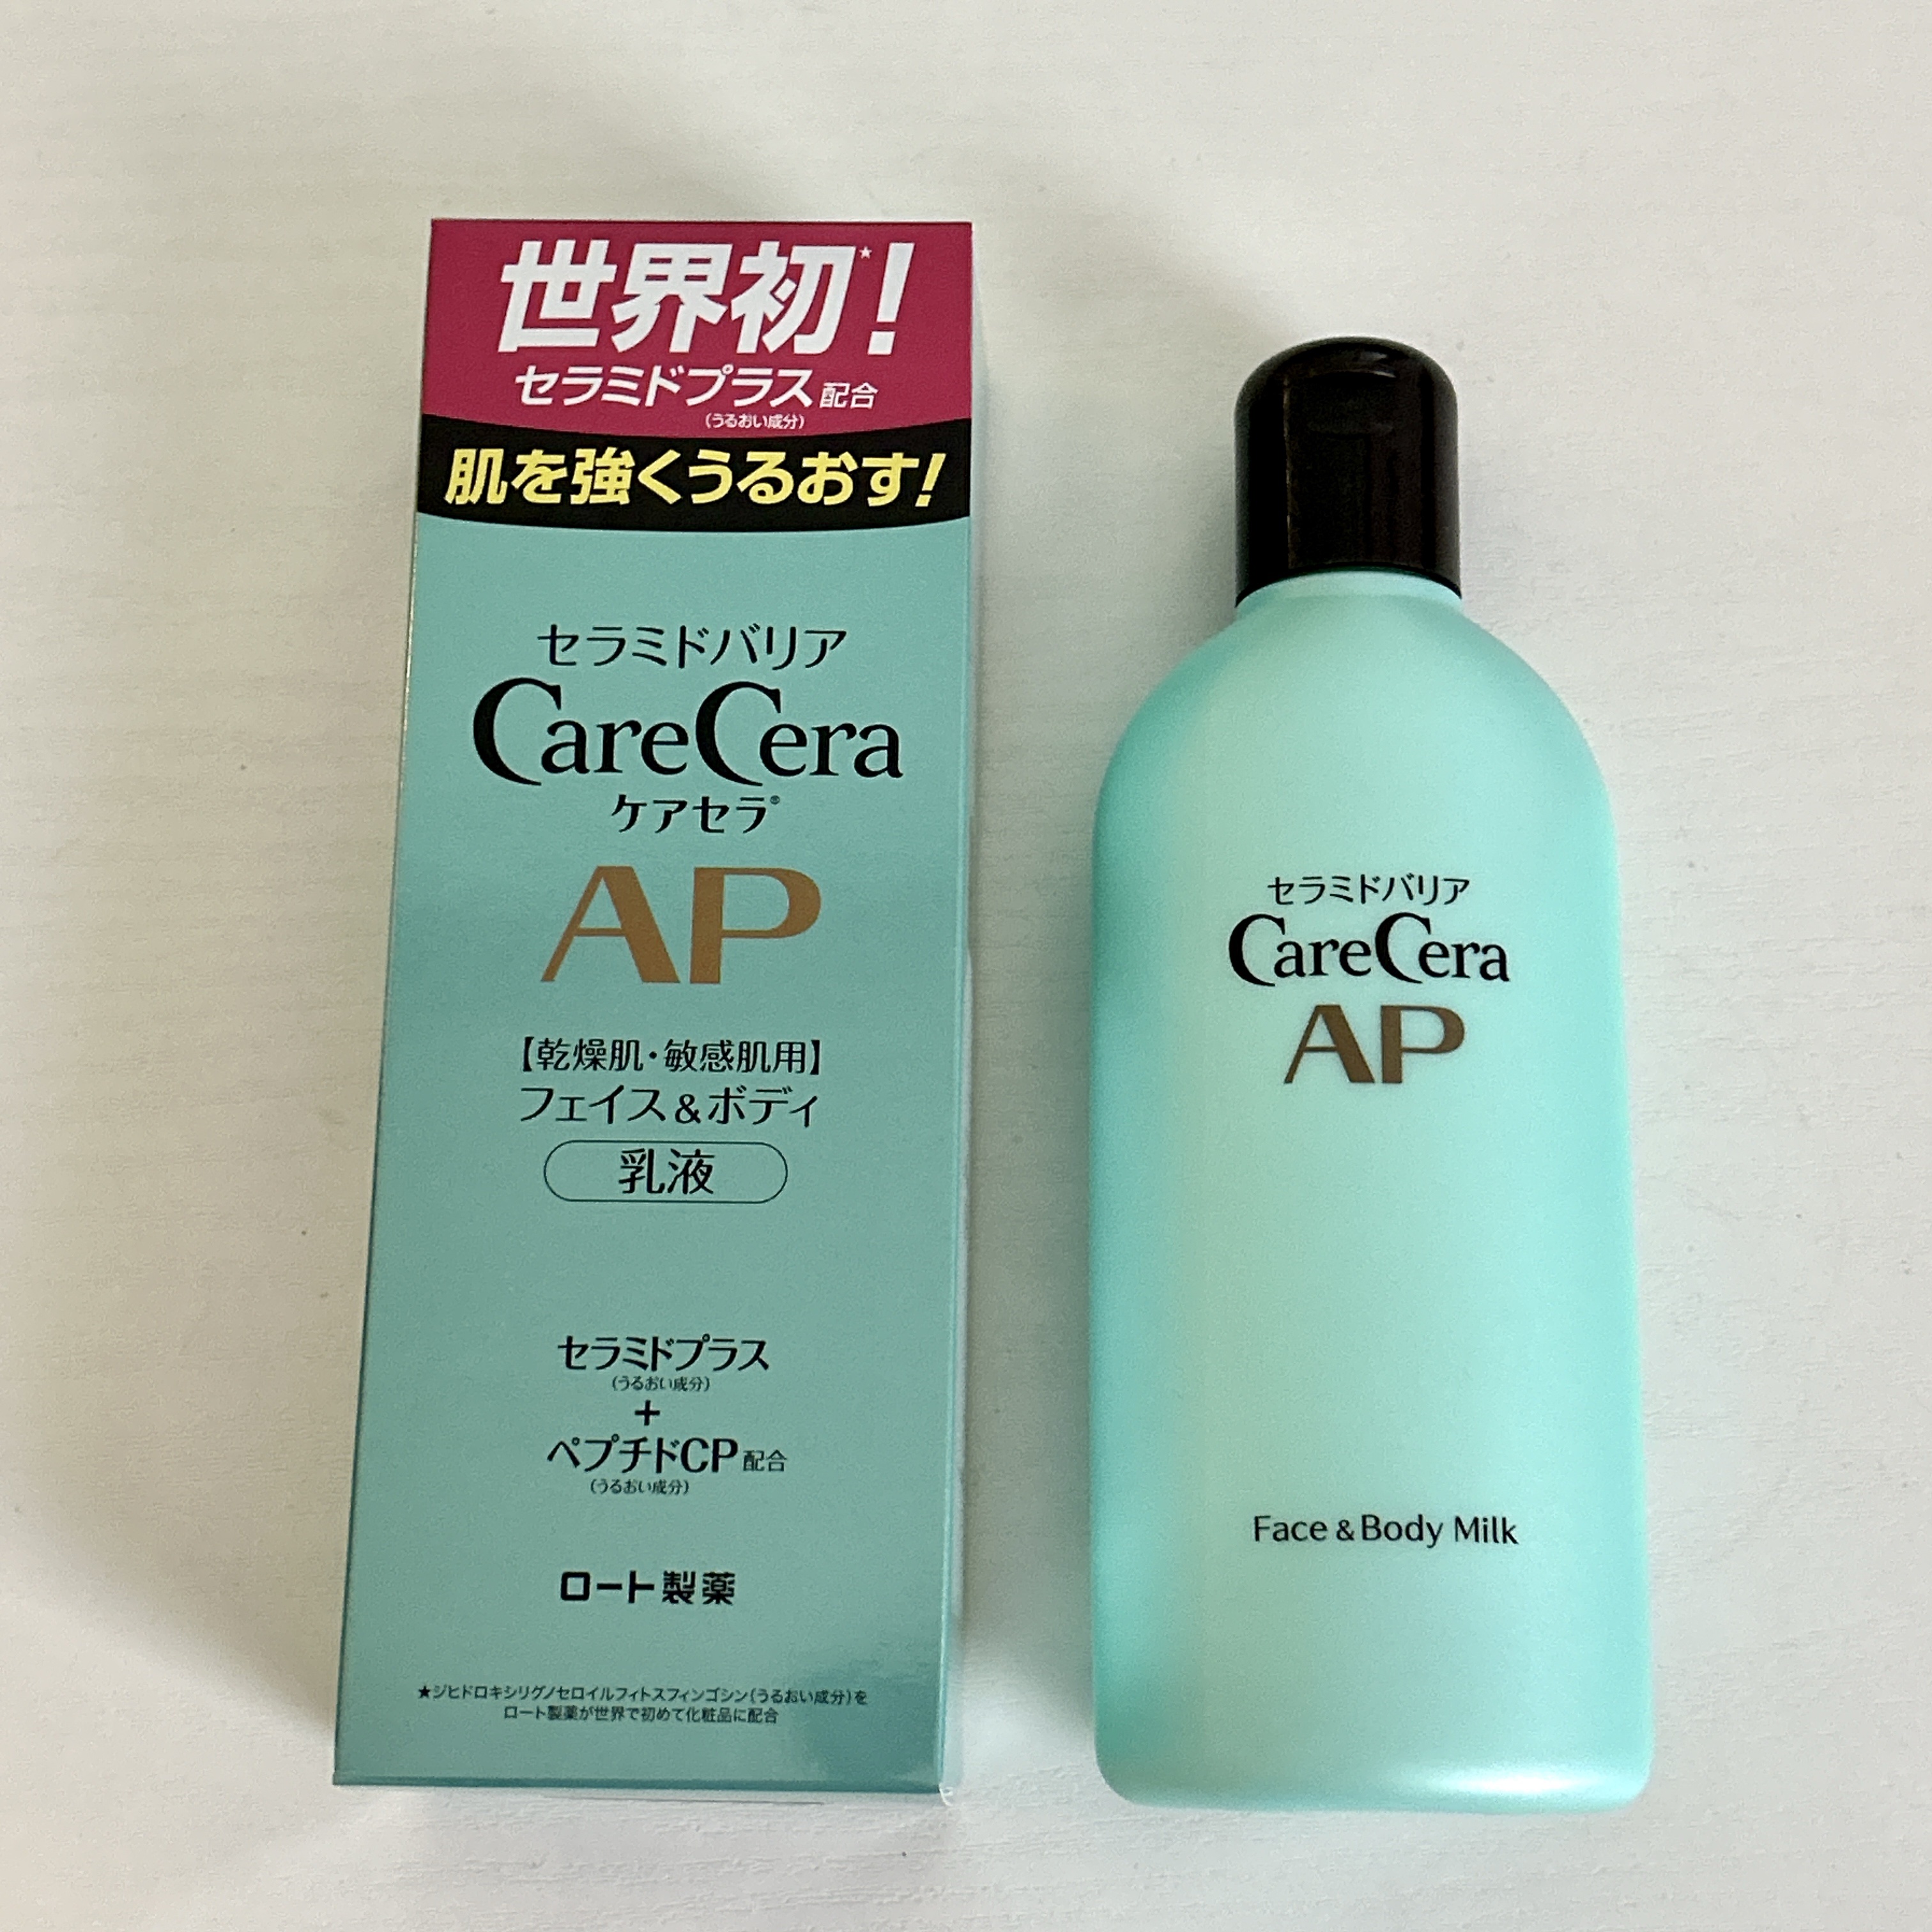 世界初★!
セラミドプラス配合
(うるおい成分)
肌を強くうるおす!
セラミドバリア
CareCera
ケアセラ®
AP
【乾燥肌・敏感肌用】
フェイス&ボディ
乳液
セラミドプラス
(うるおい成分)
+
ペプチドCP配合
(うるおい成分)
ロート製薬
★ジヒドロキシリグノセロイルフィトスフィンゴシン(うるおい成分)を
ロート製薬が世界で初めて化粧品に配合
セラミドバリア
CareCera
AP
Face & Body Milk